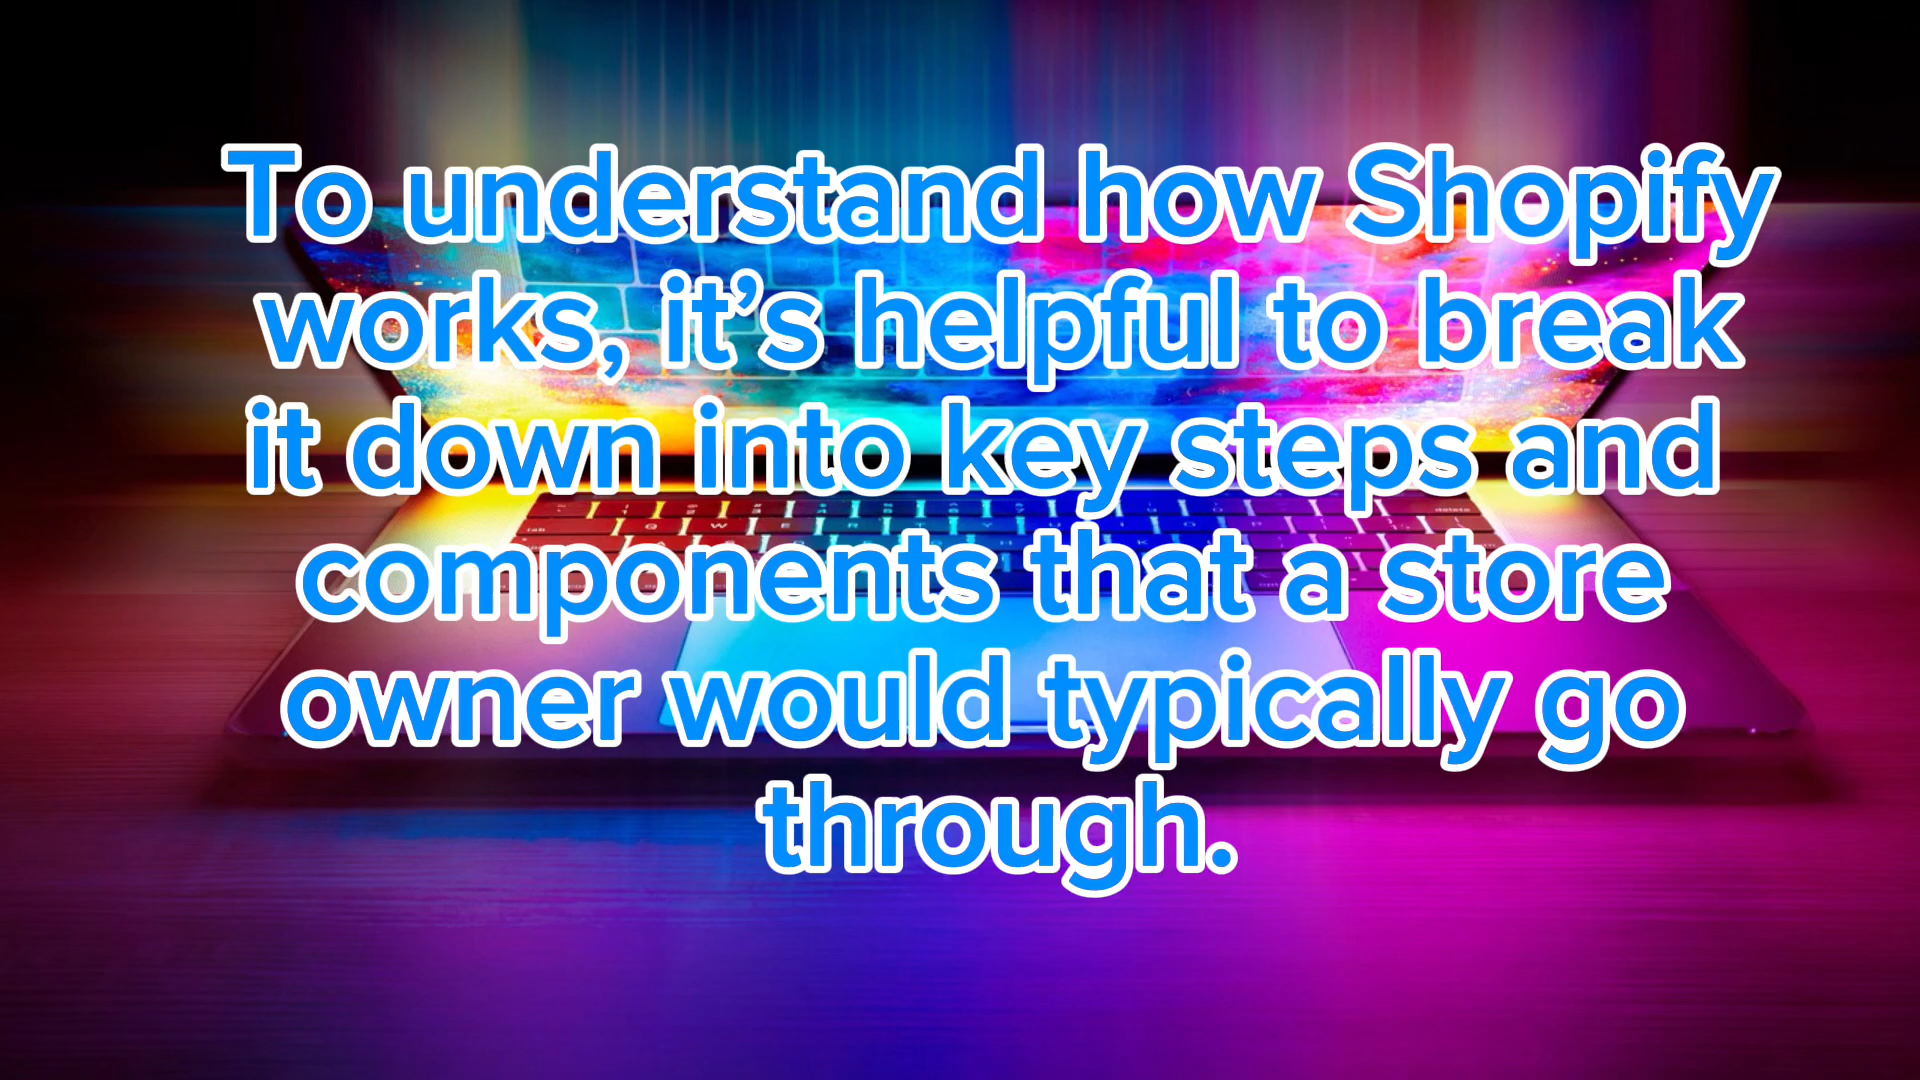 To understand how Shopify
works, it’s helpful to break
it down into key steps and
components that a store
owner would typically go
through.